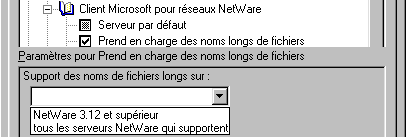 Client Microsoft pour réseaux NetWare
Serveur par défaut
Prend en charge des noms longs de fichiers
Paramètres pour Prend en charge des noms longs de fichiers
Support des noms de fichiers longs sur :
NetWare 3.12 et supérieur
tous les serveurs NetWare qui supportent